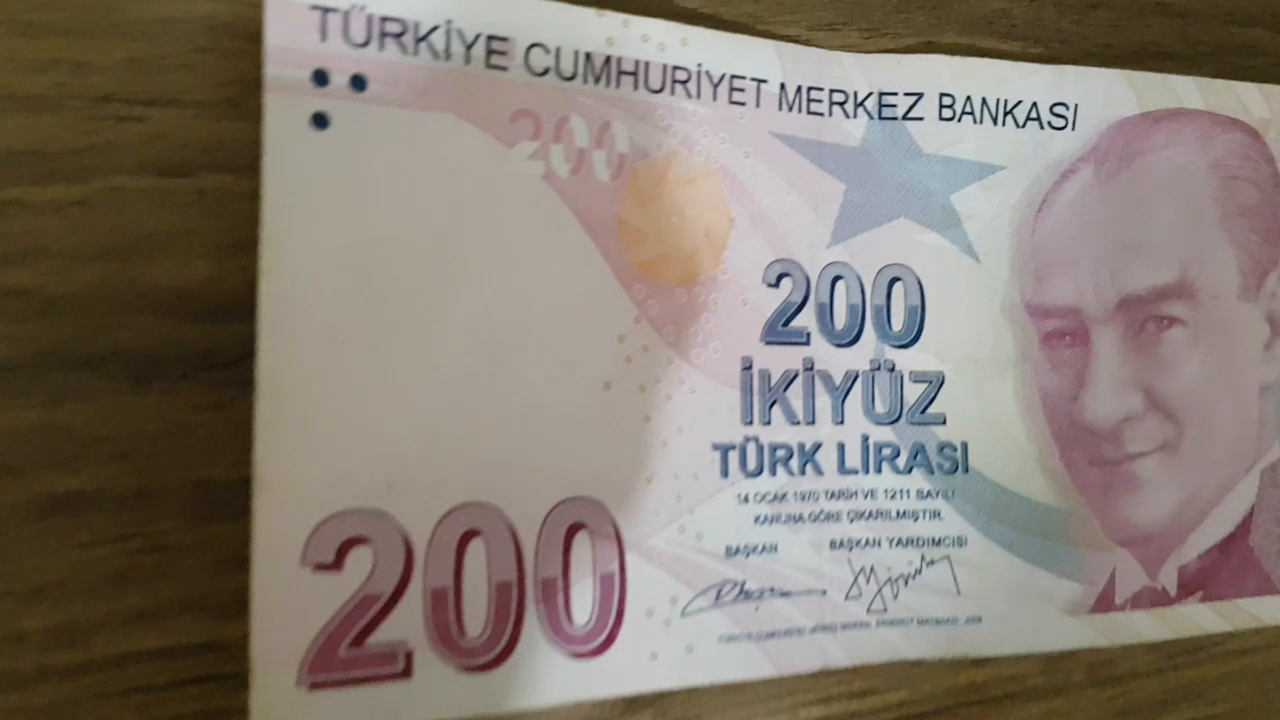 TÜRKİYE CUMHURİYET MERKEZ BANKASI
200
200
İKİYÜZ
TÜRK LİRASI
14 OCAK 1970 TARİH VE 1211 SAYILI
KANUNA GÖRE ÇIKARILMIŞTIR.
BAŞKAN BAŞKAN YARDIMCISI
200